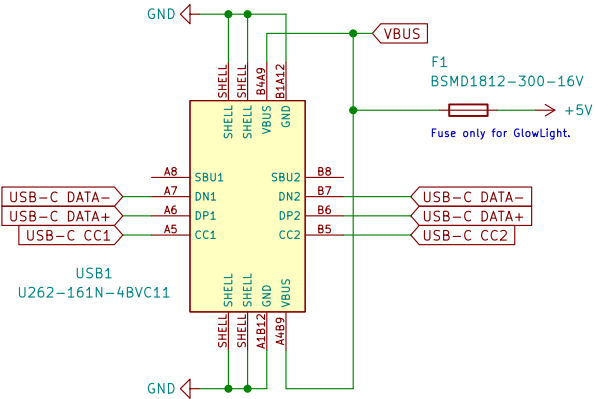 GND
VBUS
SHELL
SHELL
B4A9
B1A12
SHELL
SHELL
VBUS
GND
F1
BSMD1812-300-16V
+5V
Fuse only for GlowLight.
A8
SBU1
SBU2
B8
USB-C DATA-
A7
DN1
DN2
B7
USB-C DATA-
USB-C DATA+
A6
DP1
DP2
B6
USB-C DATA+
USB-C CC1
A5
CC1
CC2
B5
USB-C CC2
USB1
U262-161N-4BVC11
SHELL
SHELL
GND
VBUS
SHELL
SHELL
A1B12
A4B9
GND